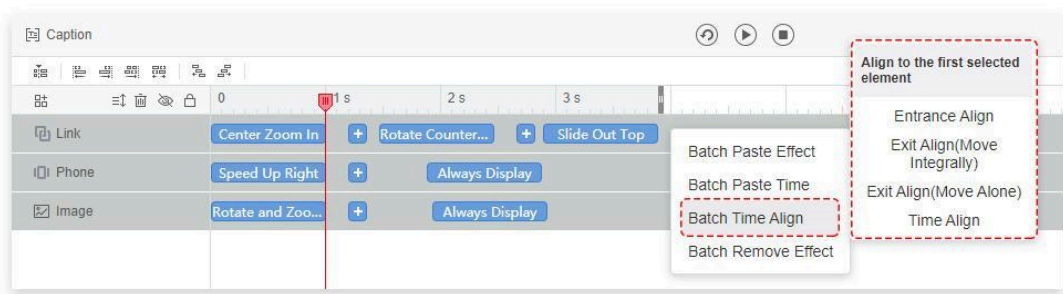 Caption
Align to the first selected
element
0
1 s
2 s
3 s
Link
Center Zoom In
+
Rotate Counter...
+
Slide Out Top
Phone
Speed Up Right
+
Always Display
Image
Rotate and Zoo...
+
Always Display
Batch Paste Effect
Batch Paste Time
Batch Time Align
Batch Remove Effect
Entrance Align
Exit Align(Move
Integrally)
Exit Align(Move Alone)
Time Align